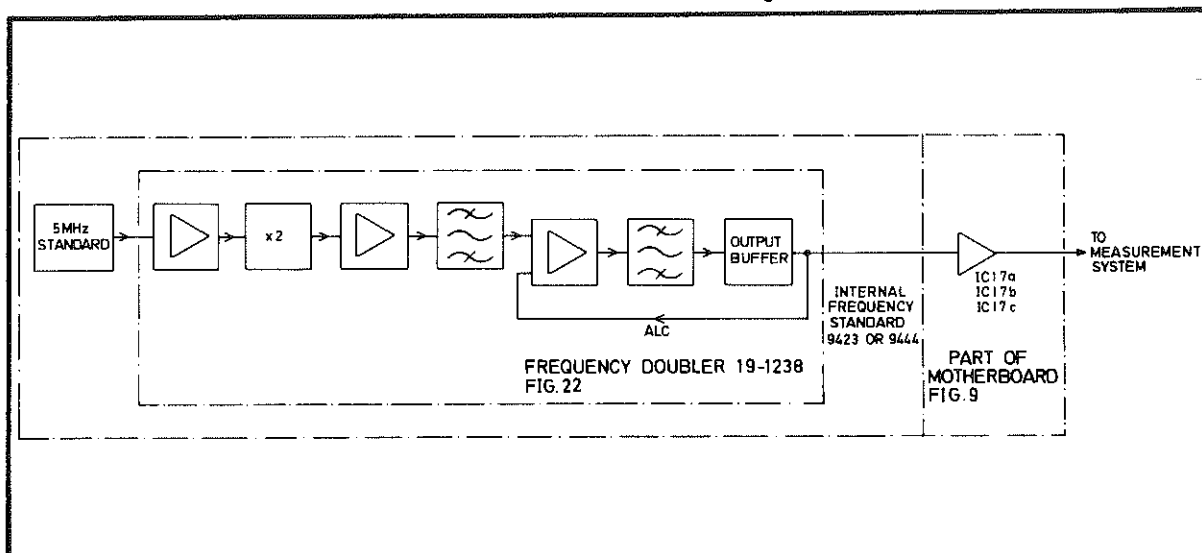 5MHz
STANDARD
x2
OUTPUT
BUFFER
ALC
INTERNAL
FREQUENCY
STANDARD
9423 OR 9444
FREQUENCY DOUBLER 19-1238
FIG.22
IC17a
IC17b
IC17c
PART OF
MOTHERBOARD
FIG.9
TO
MEASUREMENT
SYSTEM